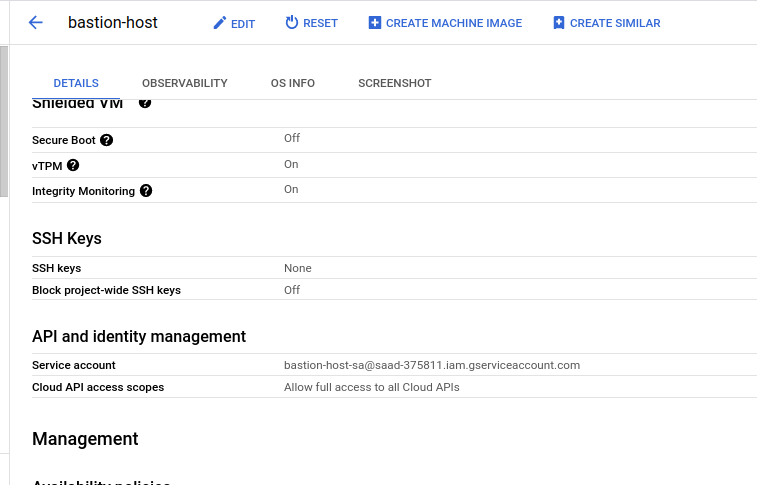 bastion-host EDIT RESET CREATE MACHINE IMAGE CREATE SIMILAR
DETAILS OBSERVABILITY OS INFO SCREENSHOT
Shielded VM
Secure Boot Off
vTPM On
Integrity Monitoring On
SSH Keys
SSH keys None
Block project-wide SSH keys Off
API and identity management
Service account bastion-host-sa@saad-375811.iam.gserviceaccount.com
Cloud API access scopes Allow full access to all Cloud APIs
Management
Availability policies